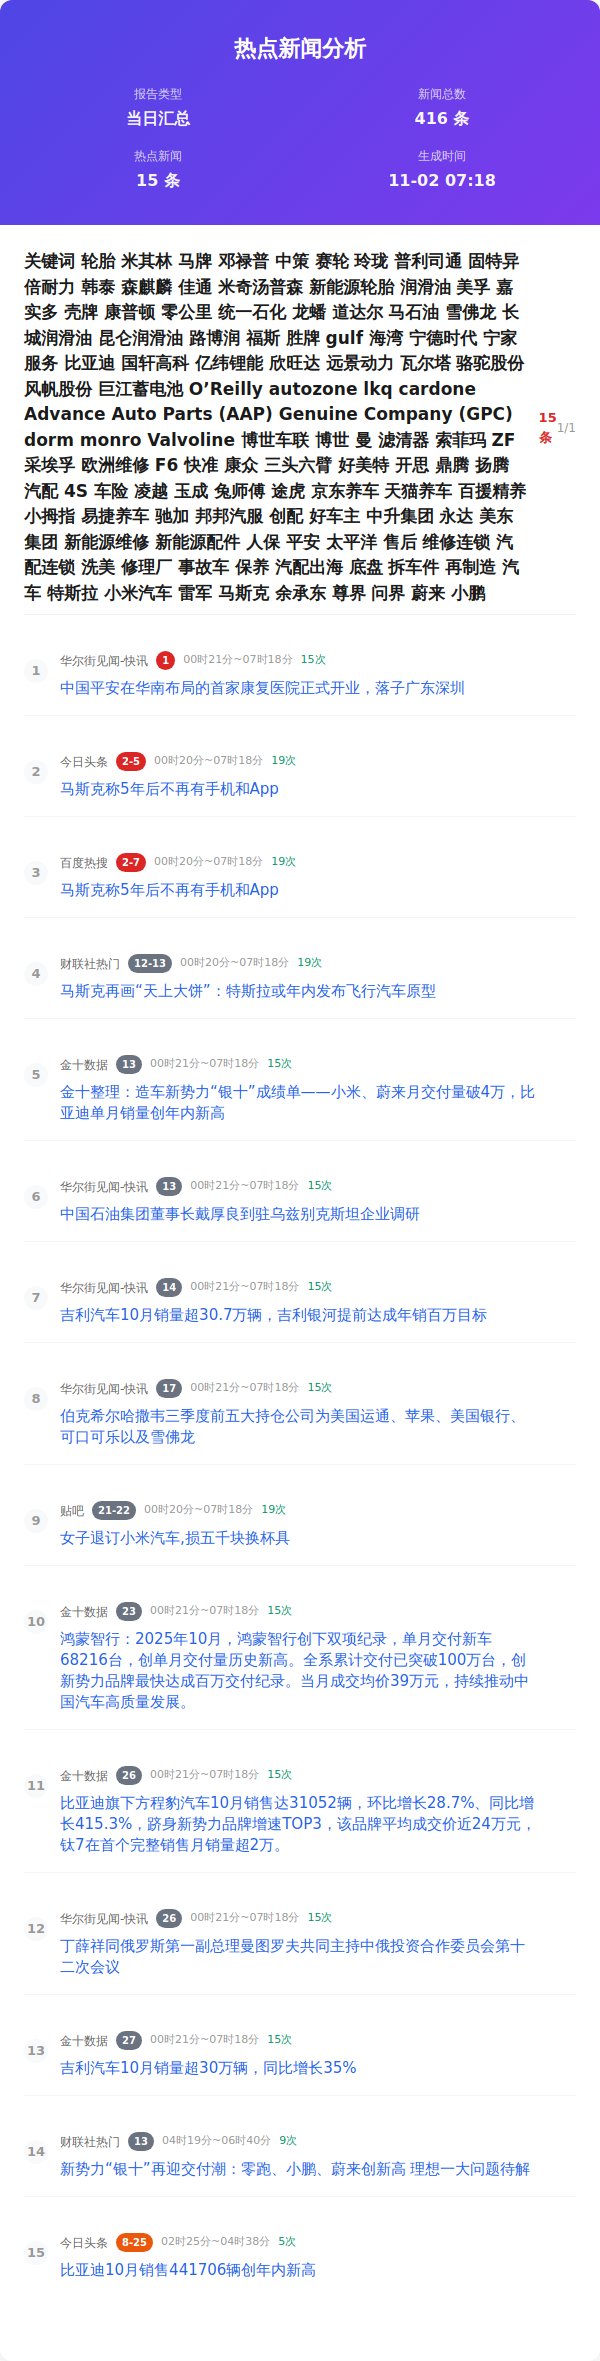 热点新闻分析
报告类型
当日汇总
新闻总数
416 条
热点新闻
15 条
生成时间
11-02 07:18
关键词 轮胎 米其林 马牌 邓禄普 中策 赛轮 玲珑 普利司通 固特异
倍耐力 韩泰 森麒麟 佳通 米奇汤普森 新能源轮胎 润滑油 美孚 嘉
实多 壳牌 康普顿 零公里 统一石化 龙蟠 道达尔 马石油 雪佛龙 长
城润滑油 昆仑润滑油 路博润 福斯 胜牌 gulf 海湾 宁德时代 宁家
服务 比亚迪 国轩高科 亿纬锂能 欣旺达 远景动力 瓦尔塔 骆驼股份
风帆股份 巨江蓄电池 O’Reilly autozone lkq cardone
Advance Auto Parts (AAP) Genuine Company (GPC)
dorm monro Valvoline 博世车联 博世 曼 滤清器 索菲玛 ZF
采埃孚 欧洲维修 F6 快准 康众 三头六臂 好美特 开思 鼎腾 扬腾
汽配 4S 车险 凌越 玉成 兔师傅 途虎 京东养车 天猫养车 百援精养
小拇指 易捷养车 驰加 邦邦汽服 创配 好车主 中升集团 永达 美东
集团 新能源维修 新能源配件 人保 平安 太平洋 售后 维修连锁 汽
配连锁 洗美 修理厂 事故车 保养 汽配出海 底盘 拆车件 再制造 汽
车 特斯拉 小米汽车 雷军 马斯克 余承东 尊界 问界 蔚来 小鹏
15
条
1/1
1
华尔街见闻-快讯 1 00时21分~07时18分 15次
中国平安在华南布局的首家康复医院正式开业，落子广东深圳
2
今日头条 2-5 00时20分~07时18分 19次
马斯克称5年后不再有手机和App
3
百度热搜 2-7 00时20分~07时18分 19次
马斯克称5年后不再有手机和App
4
财联社热门 12-13 00时20分~07时18分 19次
马斯克再画“天上大饼”：特斯拉或年内发布飞行汽车原型
5
金十数据 13 00时21分~07时18分 15次
金十整理：造车新势力“银十”成绩单——小米、蔚来月交付量破4万，比
亚迪单月销量创年内新高
6
华尔街见闻-快讯 13 00时21分~07时18分 15次
中国石油集团董事长戴厚良到驻乌兹别克斯坦企业调研
7
华尔街见闻-快讯 14 00时21分~07时18分 15次
吉利汽车10月销量超30.7万辆，吉利银河提前达成年销百万目标
8
华尔街见闻-快讯 17 00时21分~07时18分 15次
伯克希尔哈撒韦三季度前五大持仓公司为美国运通、苹果、美国银行、
可口可乐以及雪佛龙
9
贴吧 21-22 00时20分~07时18分 19次
女子退订小米汽车,损五千块换杯具
10
金十数据 23 00时21分~07时18分 15次
鸿蒙智行：2025年10月，鸿蒙智行创下双项纪录，单月交付新车
68216台，创单月交付量历史新高。全系累计交付已突破100万台，创
新势力品牌最快达成百万交付纪录。当月成交均价39万元，持续推动中
国汽车高质量发展。
11
金十数据 26 00时21分~07时18分 15次
比亚迪旗下方程豹汽车10月销售达31052辆，环比增长28.7%、同比增
长415.3%，跻身新势力品牌增速TOP3，该品牌平均成交价近24万元，
钛7在首个完整销售月销量超2万。
12
华尔街见闻-快讯 26 00时21分~07时18分 15次
丁薛祥同俄罗斯第一副总理曼图罗夫共同主持中俄投资合作委员会第十
二次会议
13
金十数据 27 00时21分~07时18分 15次
吉利汽车10月销量超30万辆，同比增长35%
14
财联社热门 13 04时19分~06时40分 9次
新势力“银十”再迎交付潮：零跑、小鹏、蔚来创新高 理想一大问题待解
15
今日头条 8-25 02时25分~04时38分 5次
比亚迪10月销售441706辆创年内新高